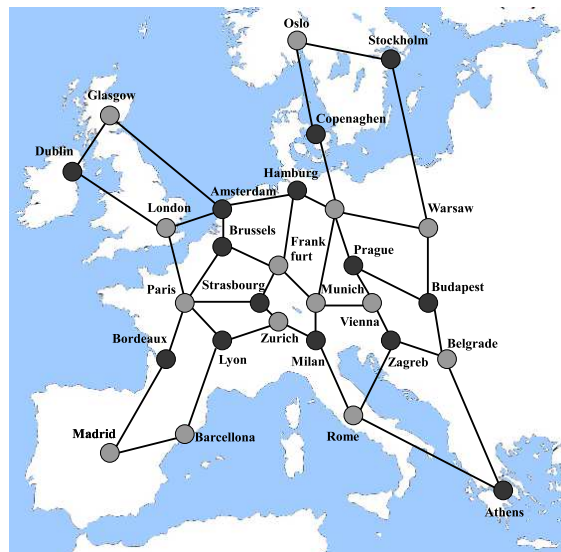 Oslo
Stockholm
Glasgow
Copenaghen
Dublin
Hamburg
Amsterdam
London
Warsaw
Brussels
Frank
furt
Prague
Paris
Strasbourg
Munich
Budapest
Vienna
Bordeaux
Zurich
Lyon
Milan
Zagreb
Belgrade
Madrid
Barcellona
Rome
Athens